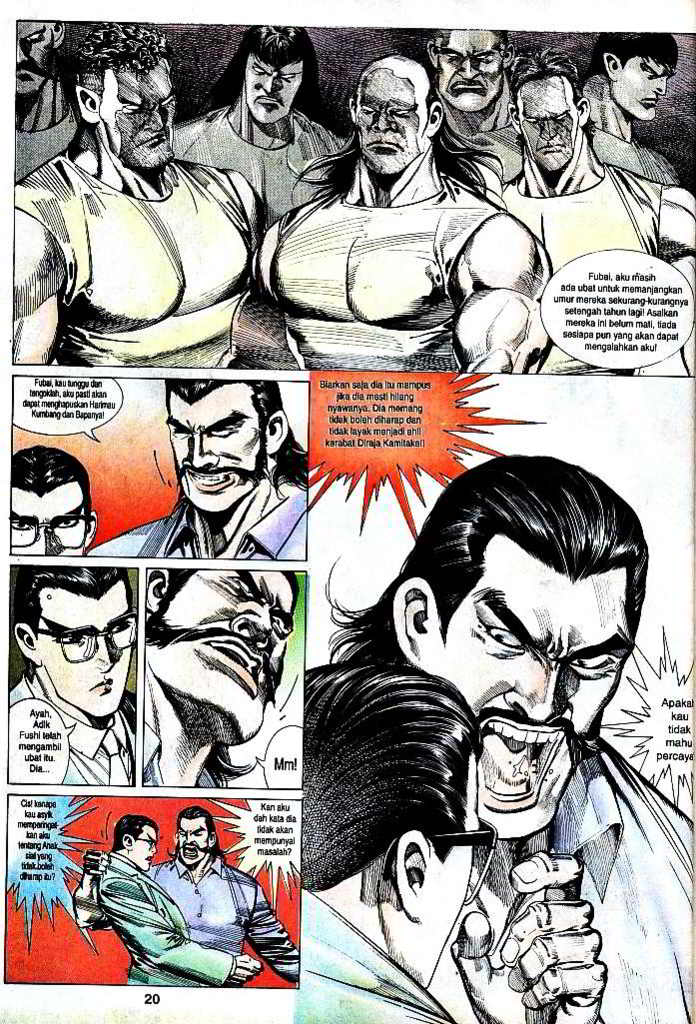 Fubai, aku masih
ada ubat untuk memanjangkan
umur mereka sekurang-kurangnya
setengah tahun lagi! Asalkan
mereka ini belum mati, tiada
sesiapa pun yang akan dapat
mengalahkan aku!
Fubai, kau tunggu dan
tengoklah, aku pasti akan
dapat menghapuskan Harimau
Kumbang dan Bapanya!
Biarkan saja dia itu mampus
jika dia mesti hilang
nyawanya. Dia memang
tidak boleh diharap dan
tidak layak menjadi ahli
kerabat Diraja Kamitake!!
Ayah,
Adik
Fushi telah
mengambil
ubat itu.
Dia...
Mm!
Apakah
kau
tidak
mahu
percaya
Cis! kenapa
kau asyik
memperingat-
kan aku
tentang Anak
sial yang
tidak boleh
diharap itu?
Kan aku
dah kata dia
tidak akan
mempunyai
masalah?
20